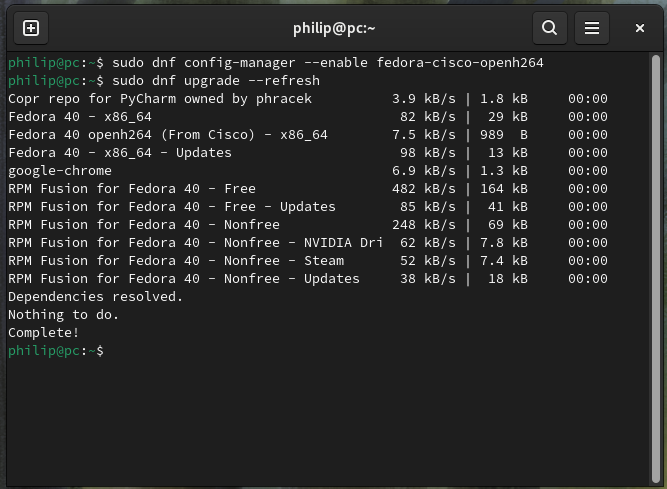 philip@pc:~
philip@pc:~$ sudo dnf config-manager --enable fedora-cisco-openh264
philip@pc:~$ sudo dnf upgrade --refresh
Copr repo for PyCharm owned by phracek 3.9 kB/s | 1.8 kB 00:00
Fedora 40 - x86_64 82 kB/s | 29 kB 00:00
Fedora 40 openh264 (From Cisco) - x86_64 7.5 kB/s | 989 B 00:00
Fedora 40 - x86_64 - Updates 98 kB/s | 13 kB 00:00
google-chrome 6.9 kB/s | 1.3 kB 00:00
RPM Fusion for Fedora 40 - Free 482 kB/s | 164 kB 00:00
RPM Fusion for Fedora 40 - Free - Updates 85 kB/s | 41 kB 00:00
RPM Fusion for Fedora 40 - Nonfree 248 kB/s | 69 kB 00:00
RPM Fusion for Fedora 40 - Nonfree - NVIDIA Dri 62 kB/s | 7.8 kB 00:00
RPM Fusion for Fedora 40 - Nonfree - Steam 52 kB/s | 7.4 kB 00:00
RPM Fusion for Fedora 40 - Nonfree - Updates 38 kB/s | 18 kB 00:00
Dependencies resolved.
Nothing to do.
Complete!
philip@pc:~$